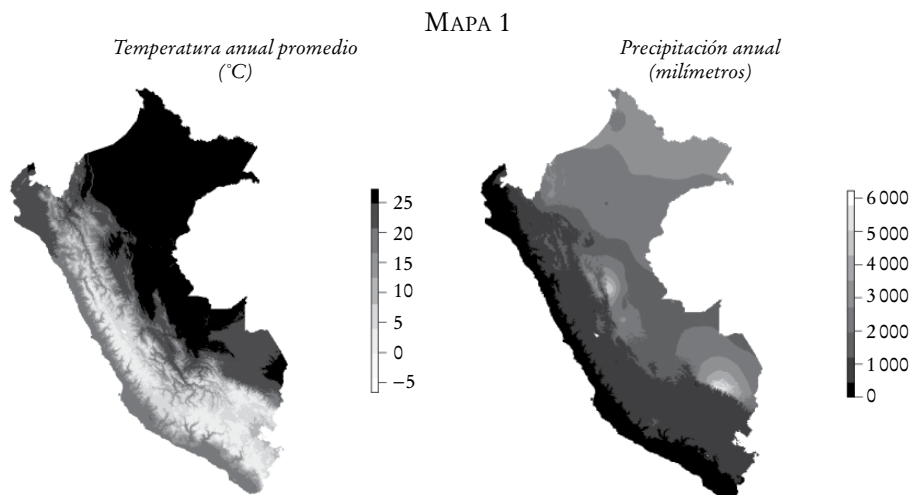 MAPA 1
Temperatura anual promedio
(°C)
25
20
15
10
5
0
−5
Precipitación anual
(milímetros)
6 000
5 000
4 000
3 000
2 000
1 000
0